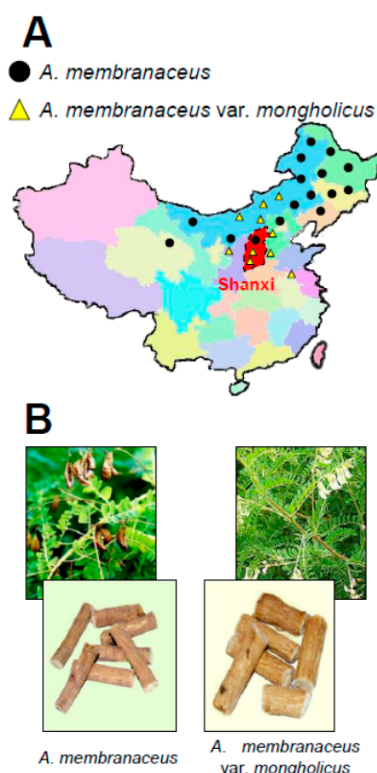 A
A. membranaceus
A. membranaceus var. mongholicus
Shanxi
B
A. membranaceus
A. membranaceus
var. mongholicus